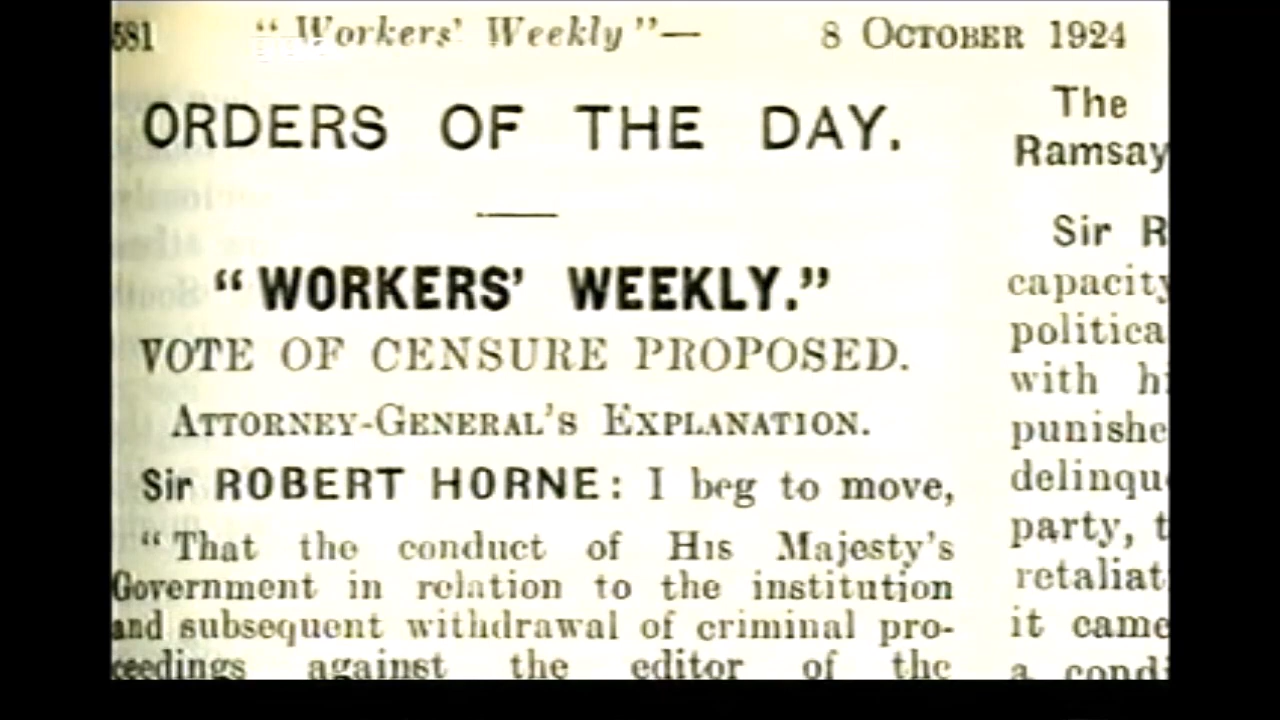 581 "Workers' Weekly"— 8 OCTOBER 1924
ORDERS OF THE DAY.
"WORKERS' WEEKLY."
VOTE OF CENSURE PROPOSED.
ATTORNEY-GENERAL'S EXPLANATION.
Sir ROBERT HORNE: I beg to move,
"That the conduct of His Majesty's
Government in relation to the institution
and subsequent withdrawal of criminal pro-
ceedings against the editor of the
The
Ramsay
Sir R
capacity
politica
with hi
punishe
delinqu
party, t
retaliat
it came
a condi